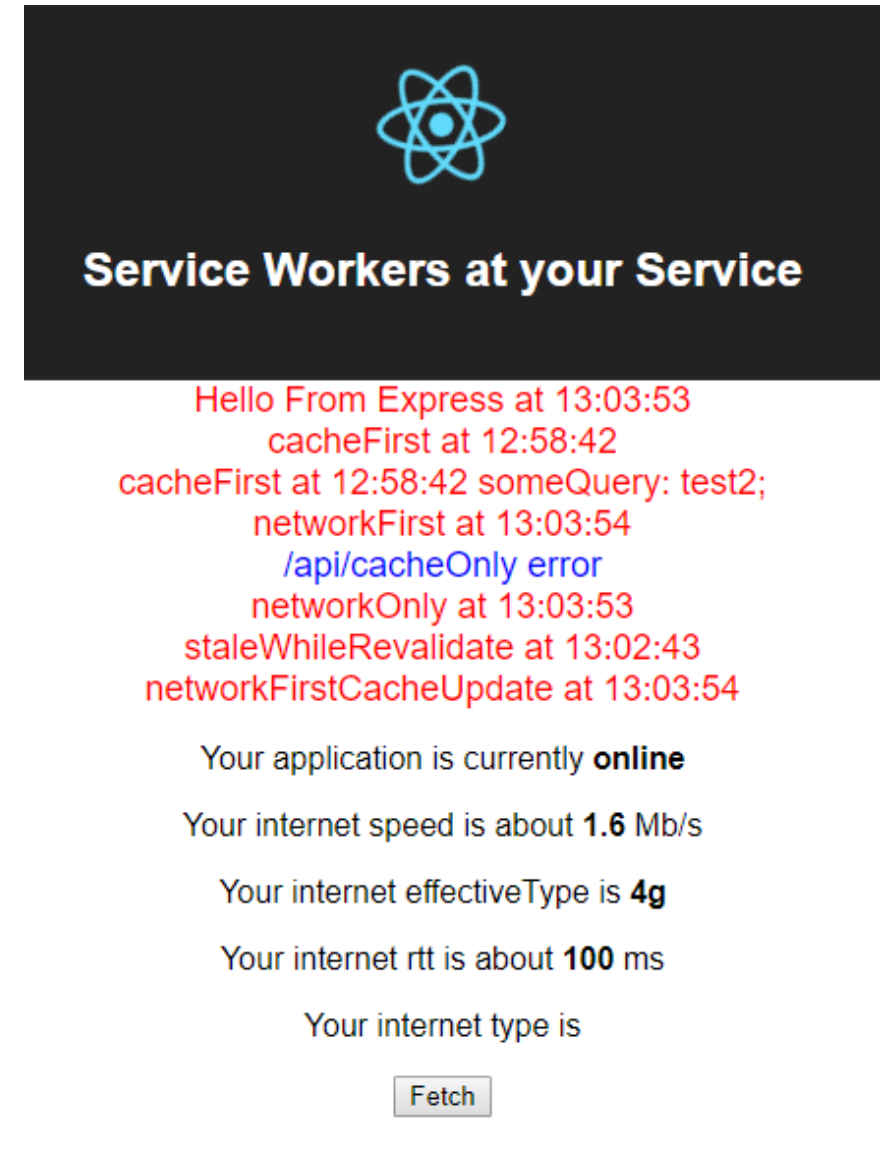 Service Workers at your Service
Hello From Express at 13:03:53
cacheFirst at 12:58:42
cacheFirst at 12:58:42 someQuery: test2;
networkFirst at 13:03:54
/api/cacheOnly error
networkOnly at 13:03:53
staleWhileRevalidate at 13:02:43
networkFirstCacheUpdate at 13:03:54
Your application is currently online
Your internet speed is about 1.6 Mb/s
Your internet effectiveType is 4g
Your internet rtt is about 100 ms
Your internet type is
Fetch